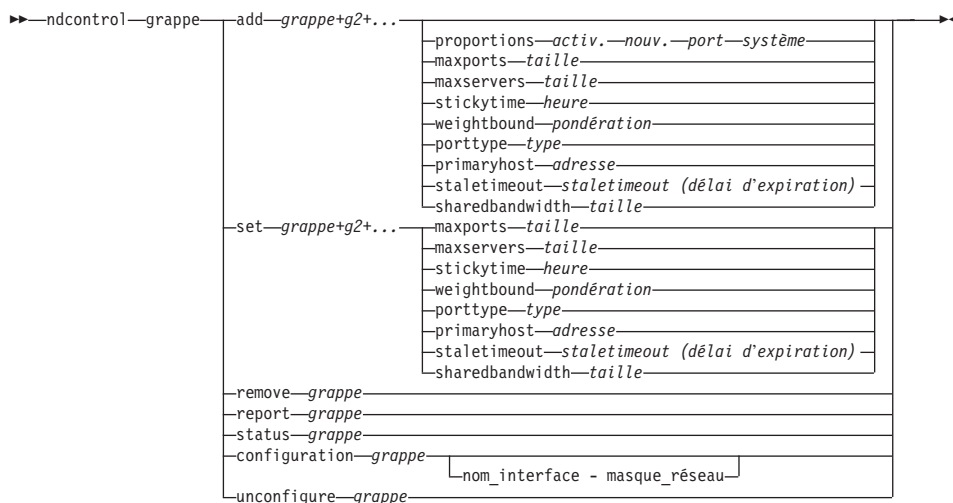 ndcontrol grappe add grappe+g2+...
proportions activ. nouv. port système
maxports taille
maxservers taille
stickytime heure
weightbound pondération
porttype type
primaryhost adresse
staletimeout staletimeout (délai d'expiration)
sharedbandwidth taille
set grappe+g2+... maxports taille
maxservers taille
stickytime heure
weightbound pondération
porttype type
primaryhost adresse
staletimeout staletimeout (délai d'expiration)
sharedbandwidth taille
remove grappe
report grappe
status grappe
configuration grappe
nom_interface - masque_réseau
unconfigure grappe